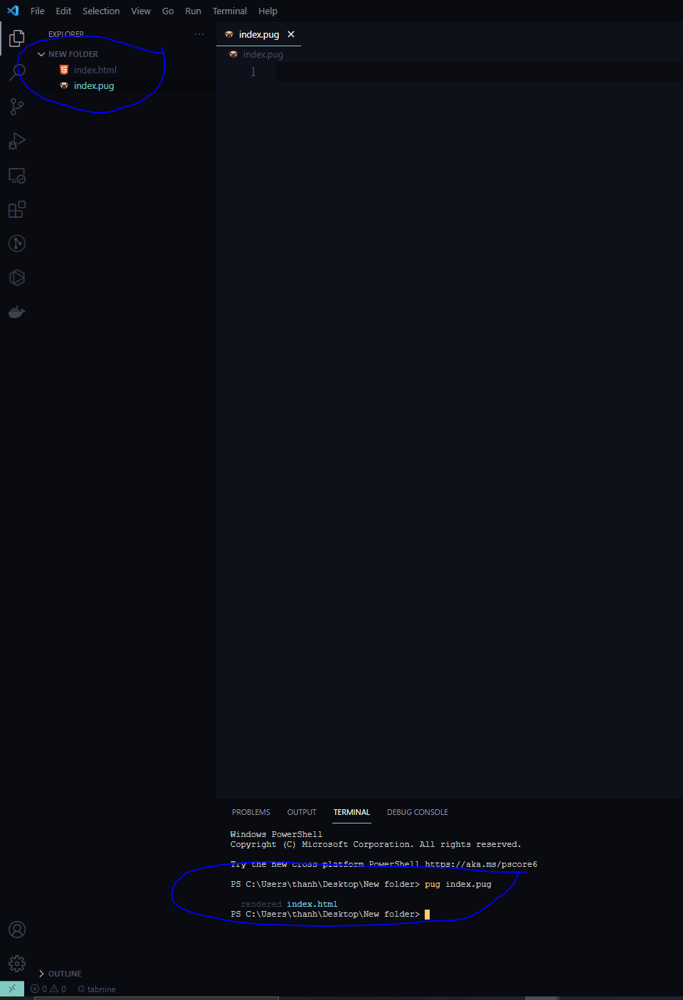 File Edit Selection View Go Run Terminal Help
EXPLORER
NEW FOLDER
index.html
index.pug
index.pug
index.pug
1
PROBLEMS OUTPUT TERMINAL DEBUG CONSOLE
Windows PowerShell
Copyright (C) Microsoft Corporation. All rights reserved.
Try the new cross platform PowerShell https://aka.ms/pscore6
PS C:\Users\thanh\Desktop\New folder> pug index.pug
rendered index.html
PS C:\Users\thanh\Desktop\New folder>
OUTLINE
0 0 tabnine